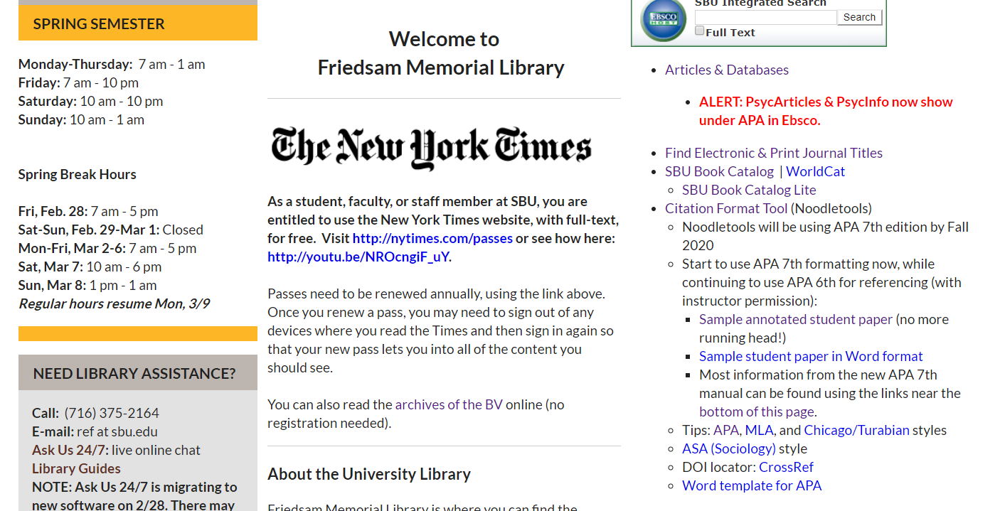 SPRING SEMESTER
Monday-Thursday:  7 am - 1 am
Friday: 7 am - 10 pm
Saturday: 10 am - 10 pm
Sunday: 10 am - 1 am
Spring Break Hours
Fri, Feb. 28: 7 am - 5 pm
Sat-Sun, Feb. 29-Mar 1: Closed
Mon-Fri, Mar 2-6: 7 am - 5 pm
Sat, Mar 7: 10 am - 6 pm
Sun, Mar 8: 1 pm - 1 am
Regular hours resume Mon, 3/9
NEED LIBRARY ASSISTANCE?
Call:  (716) 375-2164
E-mail: ref at sbu.edu
Ask Us 24/7: live online chat
Library Guides
NOTE: Ask Us 24/7 is migrating to
new software on 2/28. There may
Welcome to
Friedsam Memorial Library
The New York Times
As a student, faculty, or staff member at SBU, you are
entitled to use the New York Times website, with full-text,
for free.  Visit http://nytimes.com/passes or see how here:
http://youtu.be/NROcngiF_uY.
Passes need to be renewed annually, using the link above.
Once you renew a pass, you may need to sign out of any
devices where you read the Times and then sign in again so
that your new pass lets you into all of the content you
should see.
You can also read the archives of the BV online (no
registration needed).
About the University Library
Friedsam Memorial Library is where you can find the
SBU Integrated Search
EBSCO
HOST
Search
Full Text
• Articles & Databases
• ALERT: PsycArticles & PsycInfo now show
under APA in Ebsco.
• Find Electronic & Print Journal Titles
• SBU Book Catalog | WorldCat
◦ SBU Book Catalog Lite
• Citation Format Tool (Noodletools)
◦ Noodletools will be using APA 7th edition by Fall
2020
◦ Start to use APA 7th formatting now, while
continuing to use APA 6th for referencing (with
instructor permission):
▪ Sample annotated student paper (no more
running head!)
▪ Sample student paper in Word format
▪ Most information from the new APA 7th
manual can be found using the links near the
bottom of this page.
◦ Tips: APA, MLA, and Chicago/Turabian styles
◦ ASA (Sociology) style
◦ DOI locator: CrossRef
◦ Word template for APA